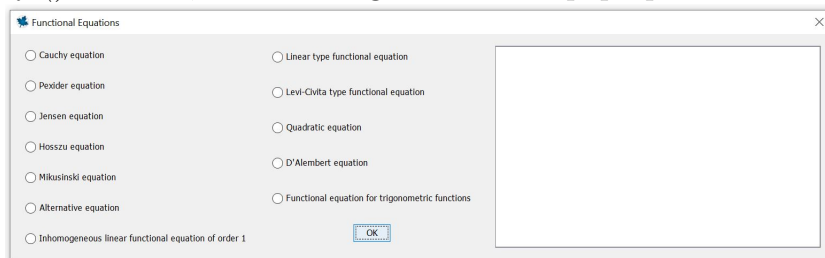 Functional Equations
Cauchy equation
Pexider equation
Jensen equation
Hosszu equation
Mikusinski equation
Alternative equation
Inhomogeneous linear functional equation of order 1
Linear type functional equation
Levi-Civita type functional equation
Quadratic equation
D'Alembert equation
Functional equation for trigonometric functions
OK